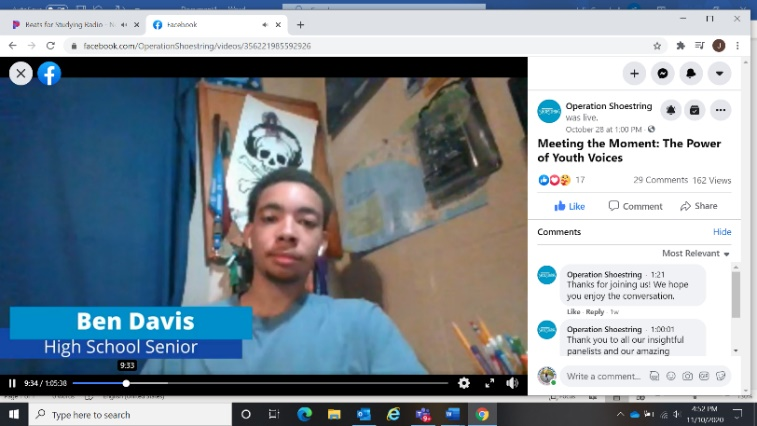 Beats for Studying Radio - N
Facebook
facebook.com/OperationShoestring/videos/356221985592926
Operation Shoestring
was live.
October 28 at 1:00 PM ·
Meeting the Moment: The Power
of Youth Voices
17
29 Comments 162 Views
Like Comment Share
Comments Hide
Most Relevant
Operation Shoestring · 1:21
Thanks for joining us! We hope
you enjoy the conversation.
Like · Reply · 1w
Operation Shoestring · 1:00:01
Thank you to all our insightful
panelists and our amazing
Write a comment...
Ben Davis
High School Senior
9:33
9:34 / 1:05:38
Type here to search
4:52 PM
11/10/2020